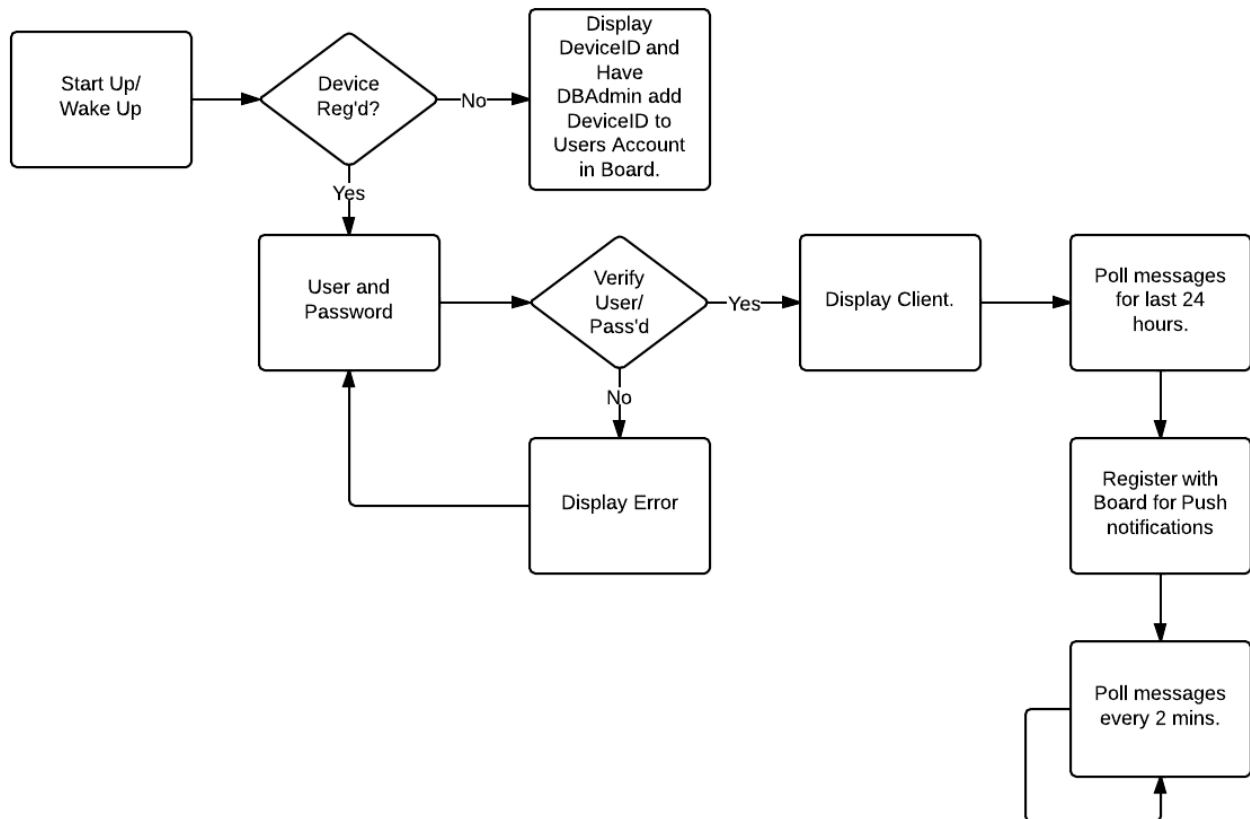 Start Up/
Wake Up
Device
Reg'd?
No
Display
DeviceID and
Have
DBAdmin add
DeviceID to
Users Account
in Board.
Yes
User and
Password
Verify
User/
Pass'd
Yes
Display Client.
Poll messages
for last 24
hours.
No
Display Error
Register with
Board for Push
notifications
Poll messages
every 2 mins.